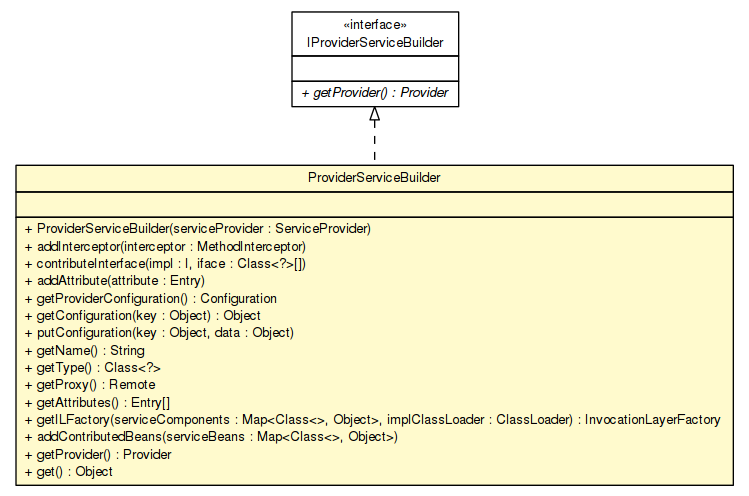 «interface»
IProviderServiceBuilder
+ getProvider() : Provider
ProviderServiceBuilder
+ ProviderServiceBuilder(serviceProvider : ServiceProvider)
+ addInterceptor(interceptor : MethodInterceptor)
+ contributeInterface(impl : I, iface : Class<?>[])
+ addAttribute(attribute : Entry)
+ getProviderConfiguration() : Configuration
+ getConfiguration(key : Object) : Object
+ putConfiguration(key : Object, data : Object)
+ getName() : String
+ getType() : Class<?>
+ getProxy() : Remote
+ getAttributes() : Entry[]
+ getILFactory(serviceComponents : Map<Class<>, Object>, implClassLoader : ClassLoader) : InvocationLayerFactory
+ addContributedBeans(serviceBeans : Map<Class<>, Object>)
+ getProvider() : Provider
+ get() : Object